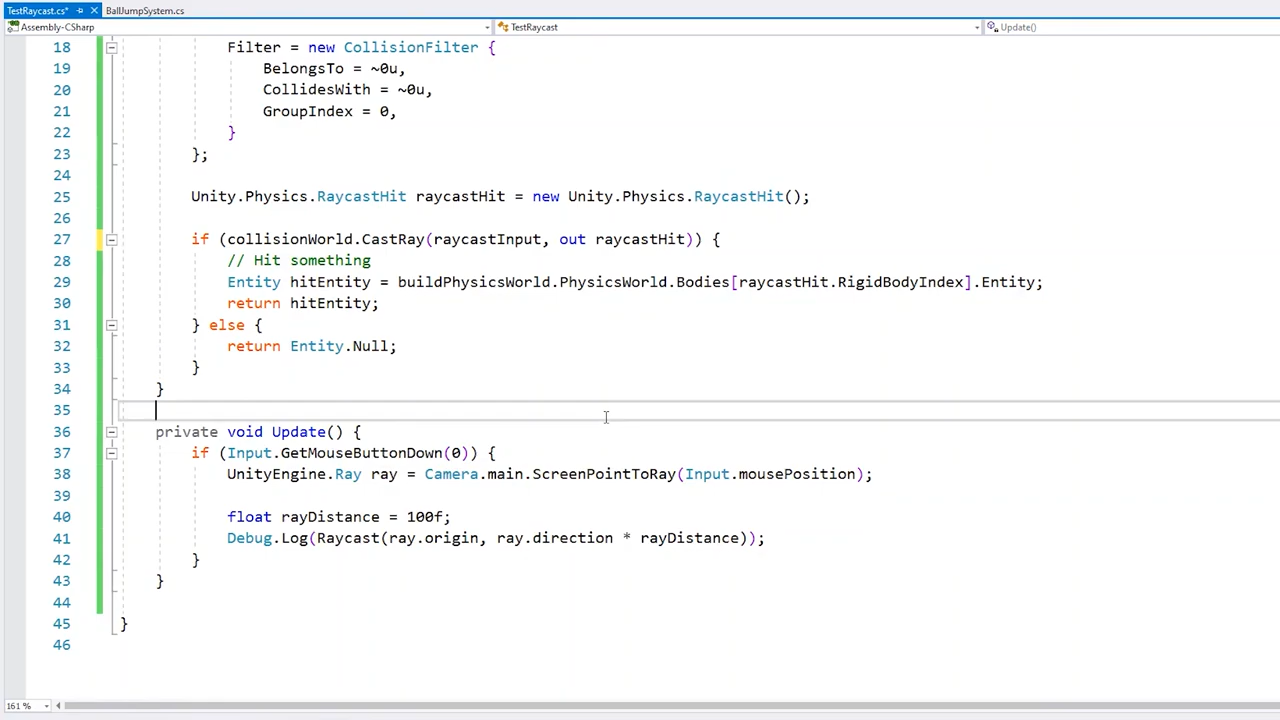 TestRaycast.cs* BallJumpSystem.cs
Assembly-CSharp TestRaycast Update()
18 Filter = new CollisionFilter {
19 BelongsTo = ~0u,
20 CollidesWith = ~0u,
21 GroupIndex = 0,
22 }
23 };
24
25 Unity.Physics.RaycastHit raycastHit = new Unity.Physics.RaycastHit();
26
27 if (collisionWorld.CastRay(raycastInput, out raycastHit)) {
28 // Hit something
29 Entity hitEntity = buildPhysicsWorld.PhysicsWorld.Bodies[raycastHit.RigidBodyIndex].Entity;
30 return hitEntity;
31 } else {
32 return Entity.Null;
33 }
34 }
35
36 private void Update() {
37 if (Input.GetMouseButtonDown(0)) {
38 UnityEngine.Ray ray = Camera.main.ScreenPointToRay(Input.mousePosition);
39
40 float rayDistance = 100f;
41 Debug.Log(Raycast(ray.origin, ray.direction * rayDistance));
42 }
43 }
44
45 }
46
161 %